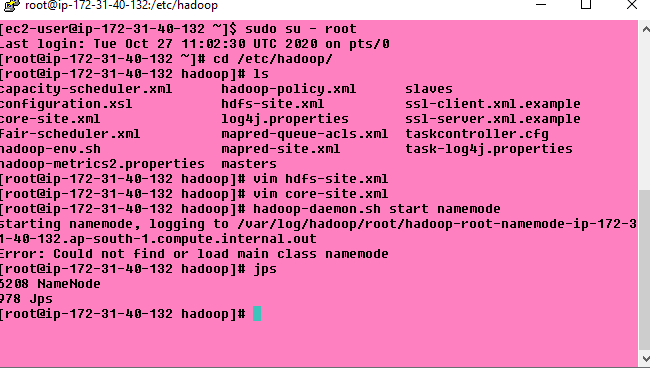 root@ip-172-31-40-132:/etc/hadoop
[ec2-user@ip-172-31-40-132 ~]$ sudo su - root
Last login: Tue Oct 27 11:02:30 UTC 2020 on pts/0
[root@ip-172-31-40-132 ~]# cd /etc/hadoop/
[root@ip-172-31-40-132 hadoop]# ls
capacity-scheduler.xml hadoop-policy.xml slaves
configuration.xsl hdfs-site.xml ssl-client.xml.example
core-site.xml log4j.properties ssl-server.xml.example
fair-scheduler.xml mapred-queue-acls.xml taskcontroller.cfg
hadoop-env.sh mapred-site.xml task-log4j.properties
hadoop-metrics2.properties masters
[root@ip-172-31-40-132 hadoop]# vim hdfs-site.xml
[root@ip-172-31-40-132 hadoop]# vim core-site.xml
[root@ip-172-31-40-132 hadoop]# hadoop-daemon.sh start namemode
starting namemode, logging to /var/log/hadoop/root/hadoop-root-namemode-ip-172-3
1-40-132.ap-south-1.compute.internal.out
Error: Could not find or load main class namemode
[root@ip-172-31-40-132 hadoop]# jps
6208 NameNode
978 Jps
[root@ip-172-31-40-132 hadoop]#